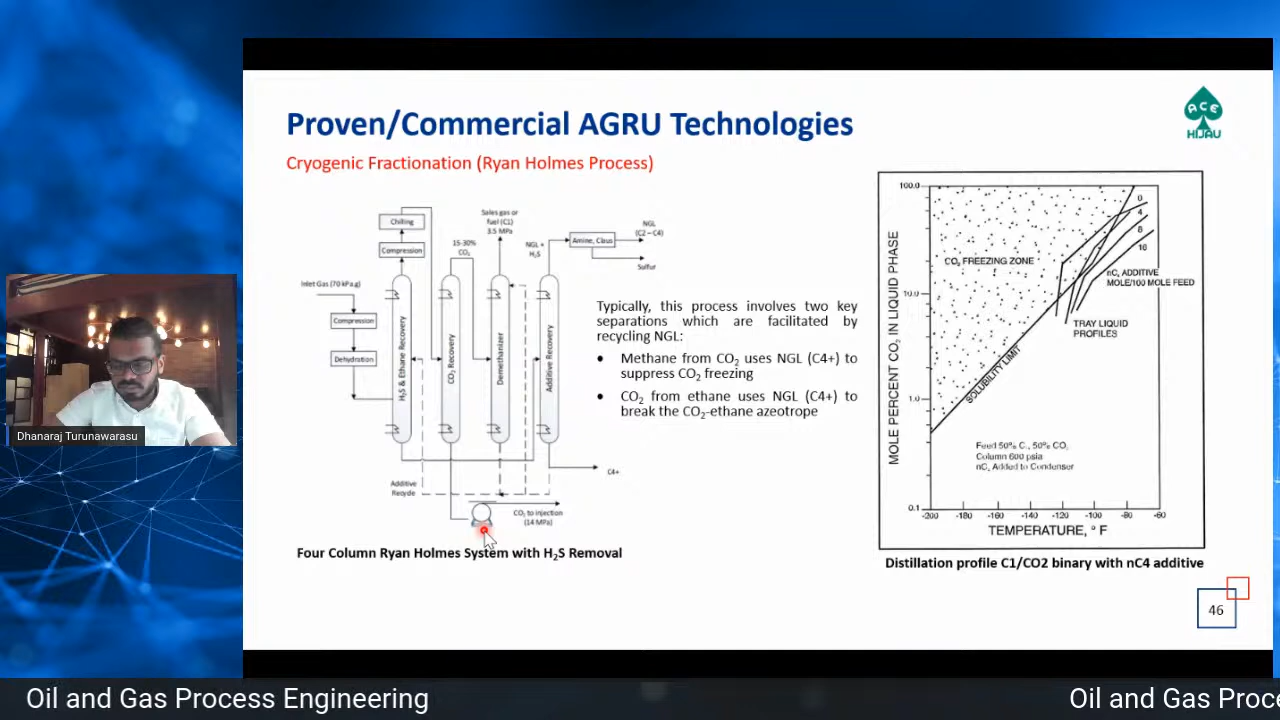 Proven/Commercial AGRU Technologies
ACE
HIJAU
Cryogenic Fractionation (Ryan Holmes Process)
Chilling
Compression
Inlet Gas (70 kPa.g)
Compression
Dehydration
H₂S & Ethane Recovery
15-30%
CO₂
CO₂ Recovery
Sales gas or
fuel (C1)
3.5 MPa
Demethanizer
NGL +
H₂S
Additive Recovery
Amine, Claus
NGL
(C2 – C4)
Sulfur
C4+
Additive
Recycle
CO₂ to injection
(14 MPa)
Four Column Ryan Holmes System with H₂S Removal
Typically, this process involves two key
separations which are facilitated by
recycling NGL:
● Methane from CO₂ uses NGL (C4+) to
suppress CO₂ freezing
● CO₂ from ethane uses NGL (C4+) to
break the CO₂-ethane azeotrope
MOLE PERCENT CO₂ IN LIQUID PHASE
100.0
10.0
1.0
0.1
CO₂ FREEZING ZONE
0
4
8
16
nC₄ ADDITIVE
MOLE/100 MOLE FEED
TRAY LIQUID
PROFILES
SOLUBILITY LIMIT
Feed 50% C₁, 50% CO₂
Column 600 psia
nC₄ Added to Condenser
-200 -180 -160 -140 -120 -100 -80 -60
TEMPERATURE, ° F
Distillation profile C1/CO2 binary with nC4 additive
46
Dhanaraj Turunawarasu
Oil and Gas Process Engineering
Oil and Gas Proce